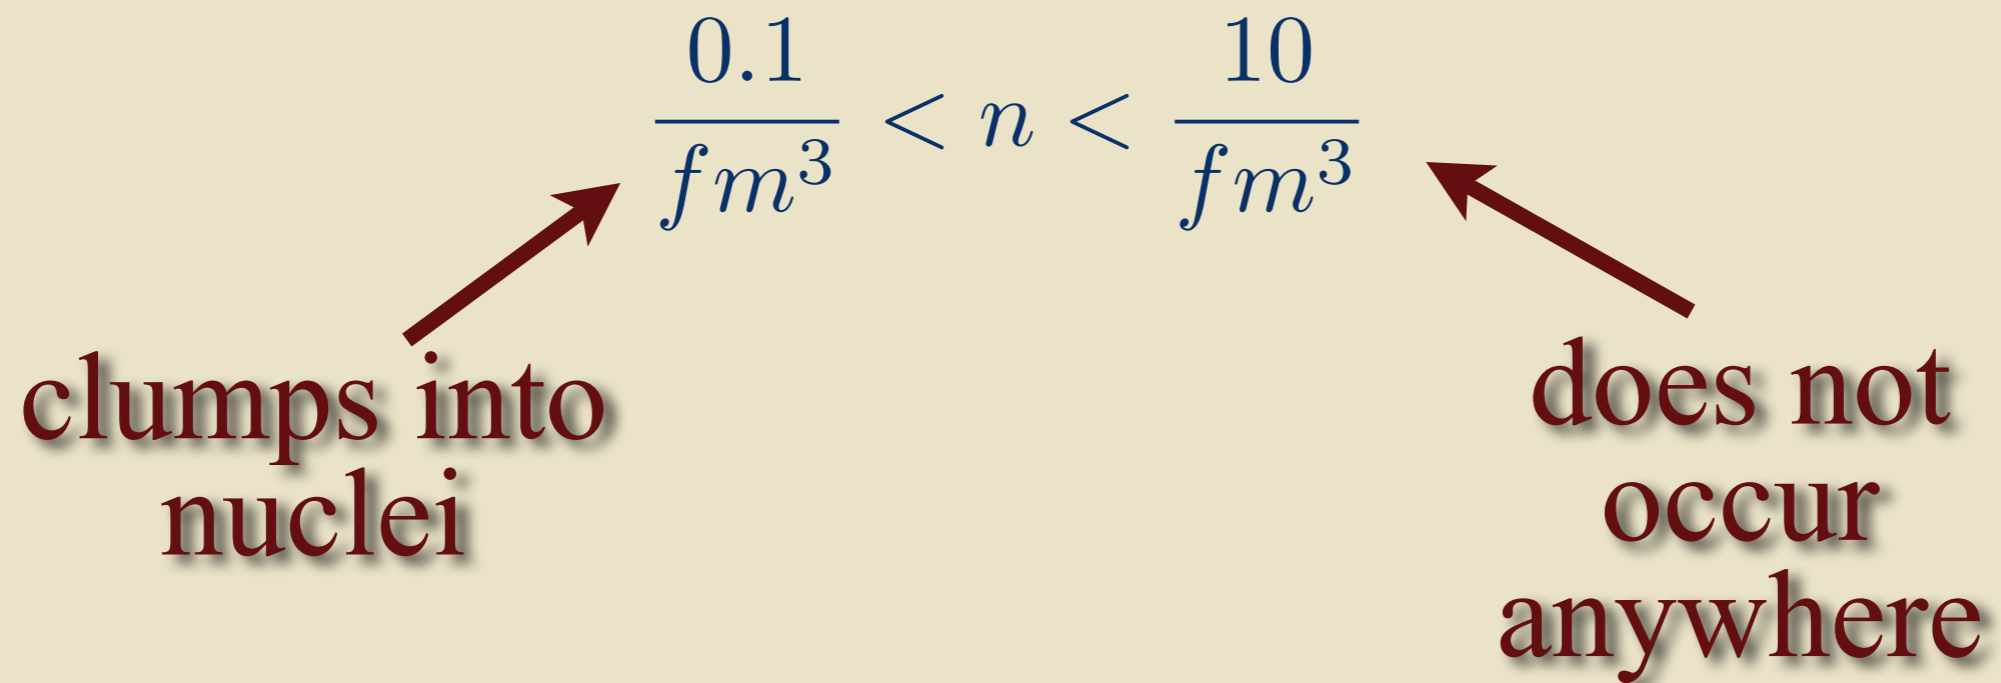 0.1/fm³ < n < 10/fm³
clumps into
nuclei
does not
occur
anywhere